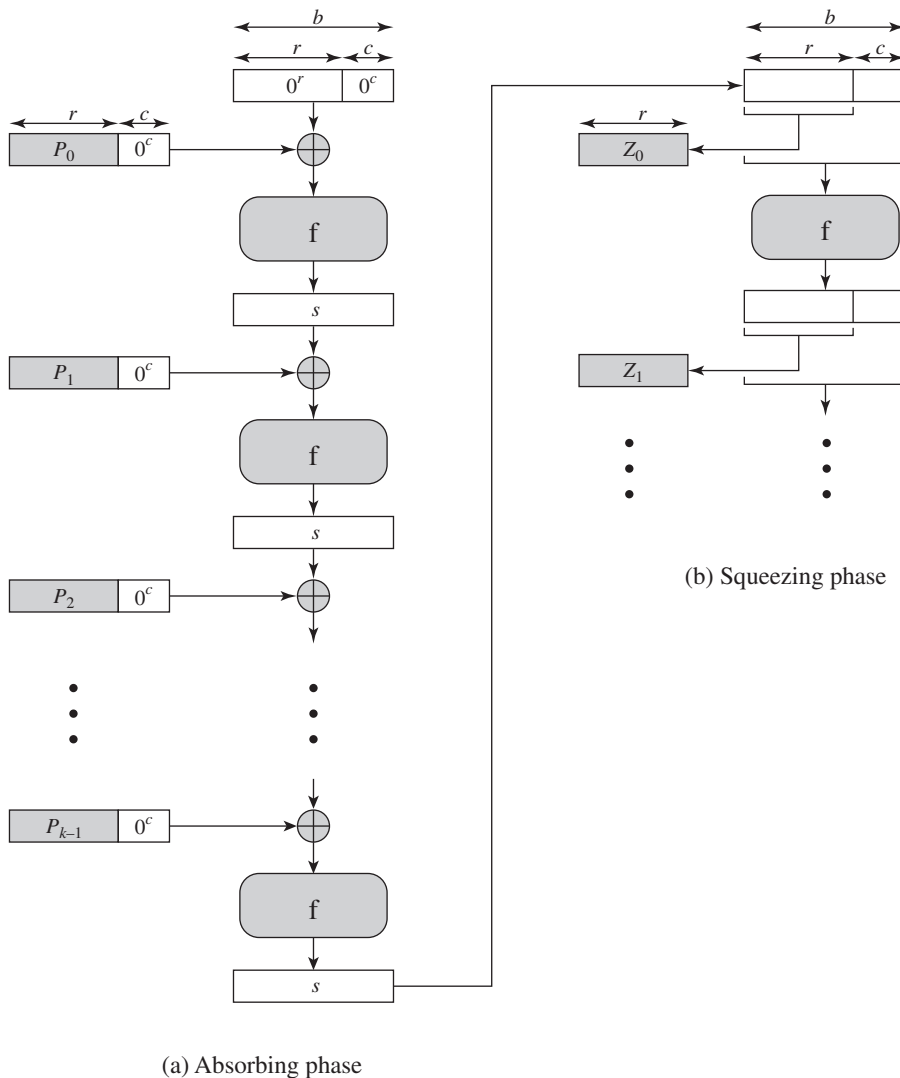 b
r c
0^r 0^c
r c
P_0 0^c
f
s
P_1 0^c
f
s
P_2 0^c
P_{k–1} 0^c
f
s
(a) Absorbing phase
b
r c
r
Z_0
f
Z_1
(b) Squeezing phase